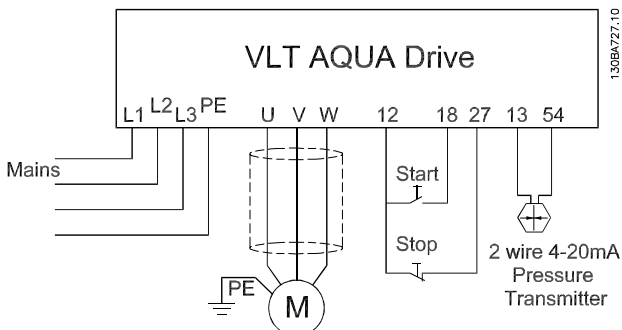 130BA727.10
VLT AQUA Drive
L1 L2 L3 PE U V W 12 18 27 13 54
Mains
Start
Stop
PE
M
2 wire 4-20mA
Pressure
Transmitter